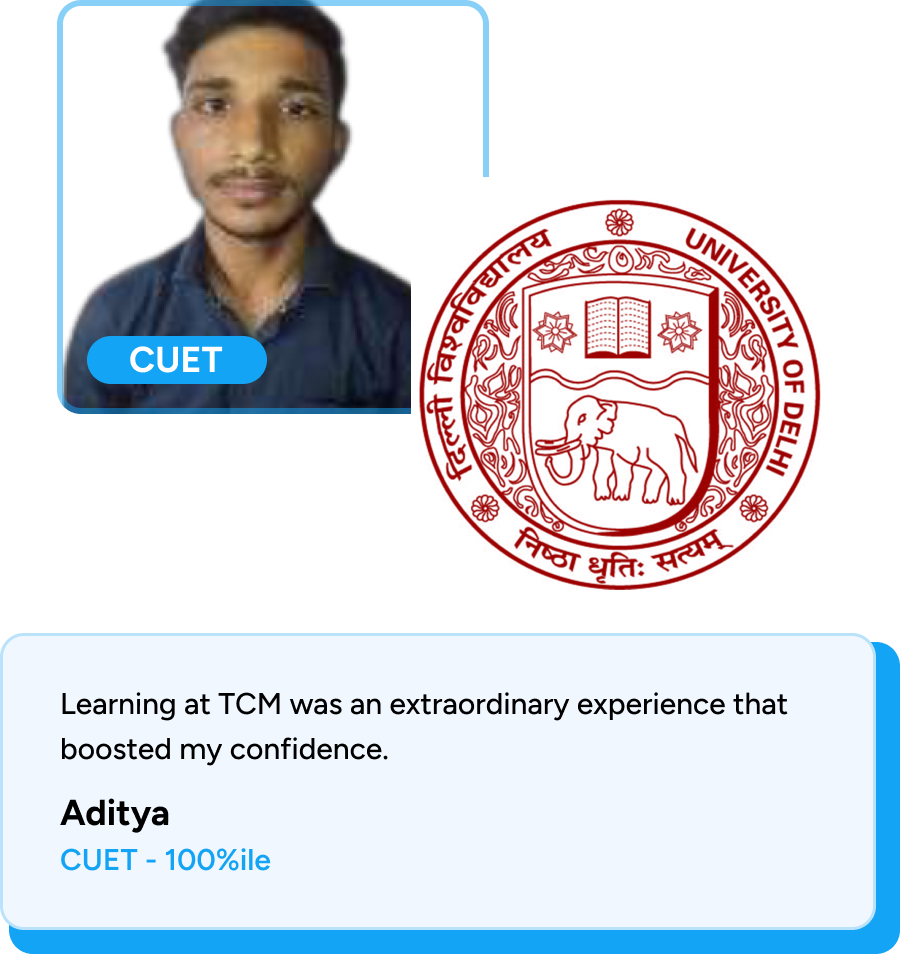 CUET
दिल्ली विश्वविद्यालय
UNIVERSITY OF DELHI
निष्ठा धृतिः सत्यम्
Learning at TCM was an extraordinary experience that
boosted my confidence.
Aditya
CUET - 100%ile